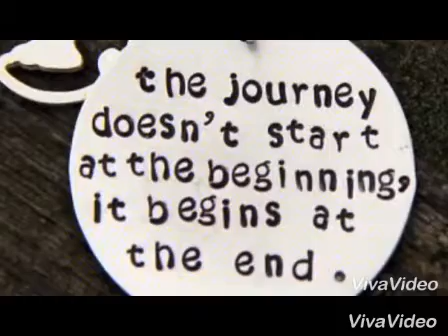 the journey
doesn't start
at the beginning,
it begins at
the end.
VivaVideo
VivaVideo